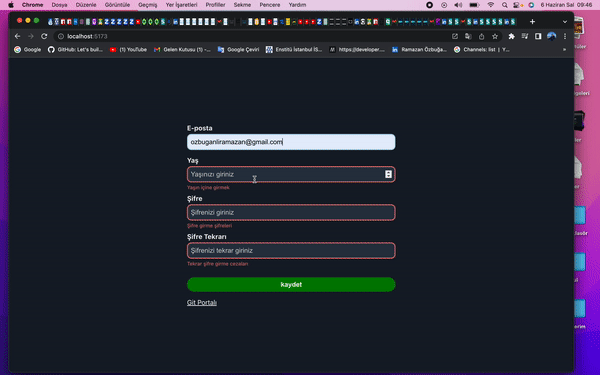 Chrome Dosya Düzenle Görüntüle Geçmiş Yer İşaretleri Profiller Sekme Pencere Yardım 6 Haziran Sal 09:46
localhost:5173
Google GitHub: Let's buil... (1) YouTube Gelen Kutusu Google Çeviri Enstitü İstanbul İS... https://developer.... Ramazan Özbuğa... Channels: list | Y...
E-posta
ozbuganliramazan@gmail.com
Yaş
Yaşınızı giriniz
Yaşın içine girmek
Şifre
Şifrenizi giriniz
Şifre girme şifreleri
Şifre Tekrarı
Şifrenizi tekrar giriniz
Tekrar şifre girme cezaları
kaydet
Git Portalı